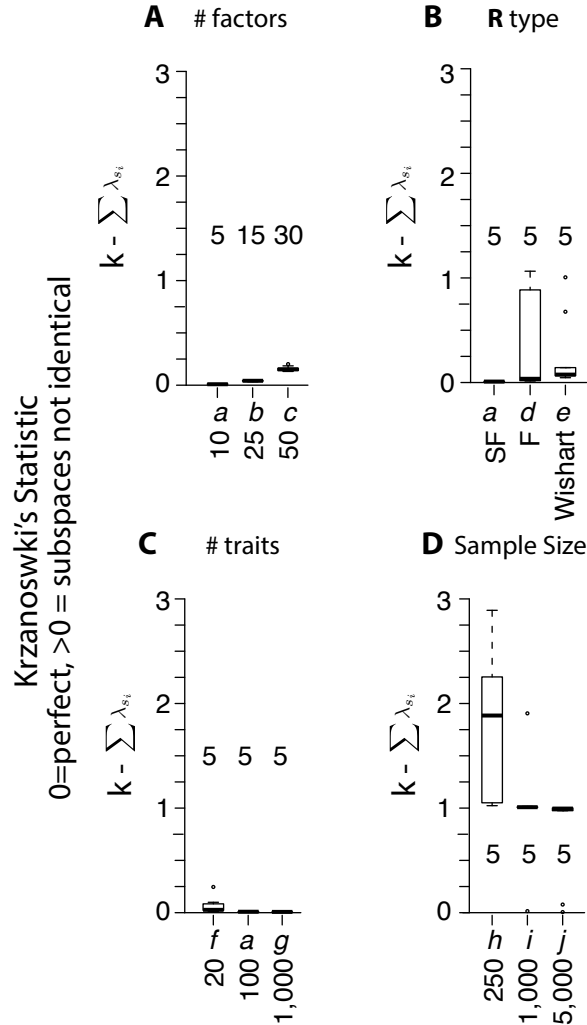 A # factors
3
2
1
0
k - ∑ λsᵢ
5 15 30
a b c
10 25 50
B R type
3
2
1
0
k - ∑ λsᵢ
5 5 5
a d e
SF F Wishart
Krzanoswki's Statistic
0=perfect, >0 = subspaces not identical
C # traits
3
2
1
0
k - ∑ λsᵢ
5 5 5
f a g
20 100 1,000
D Sample Size
3
2
1
0
k - ∑ λsᵢ
5 5 5
h i j
250 1,000 5,000